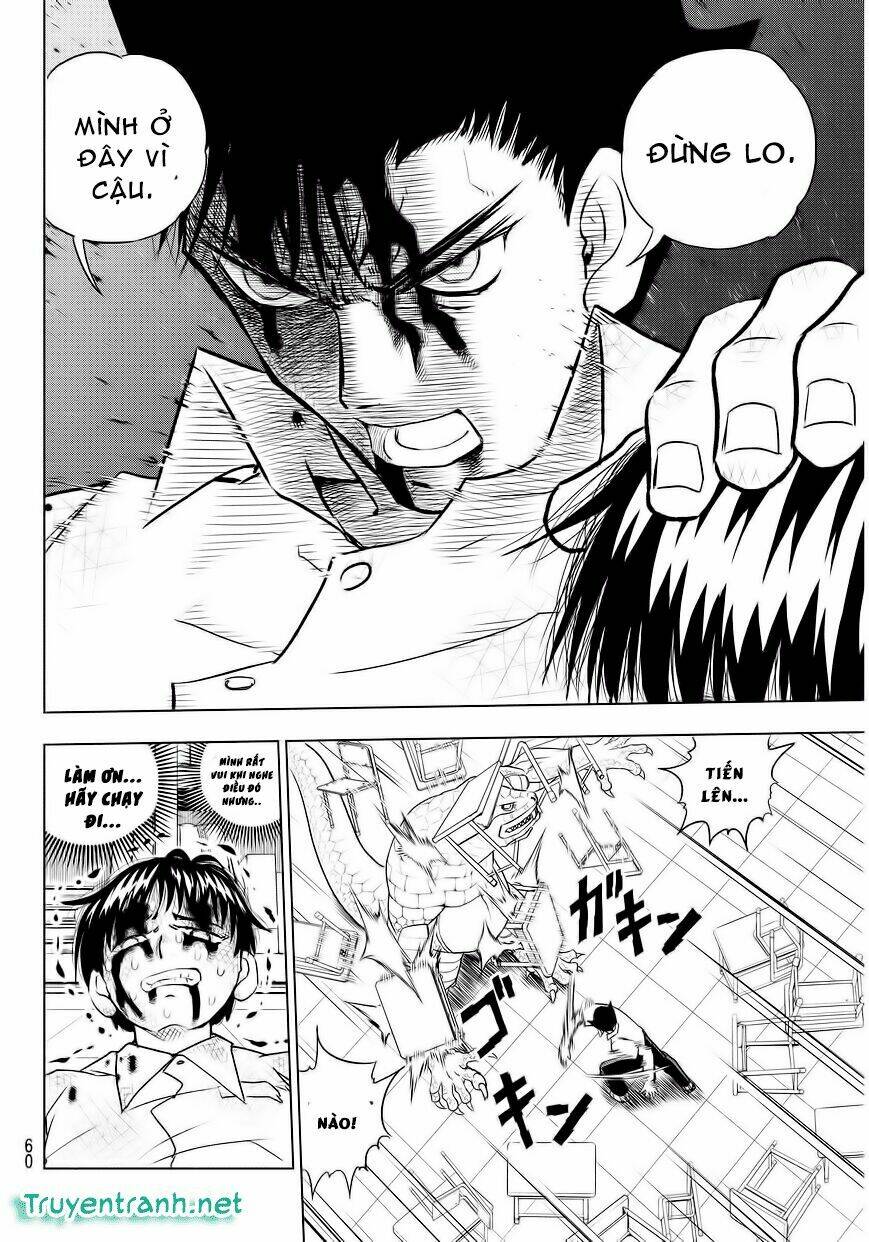 ĐỪNG LO.
MÌNH Ở
ĐÂY VÌ
CẬU.
TIẾN
LÊN...
ガキン
ゴキン
NÀO!
MÌNH RẤT
VUI KHI NGHE
ĐIỀU ĐÓ
NHƯNG..
LÀM ƠN...
HÃY CHẠY
ĐI...
60
Truyentranh.net